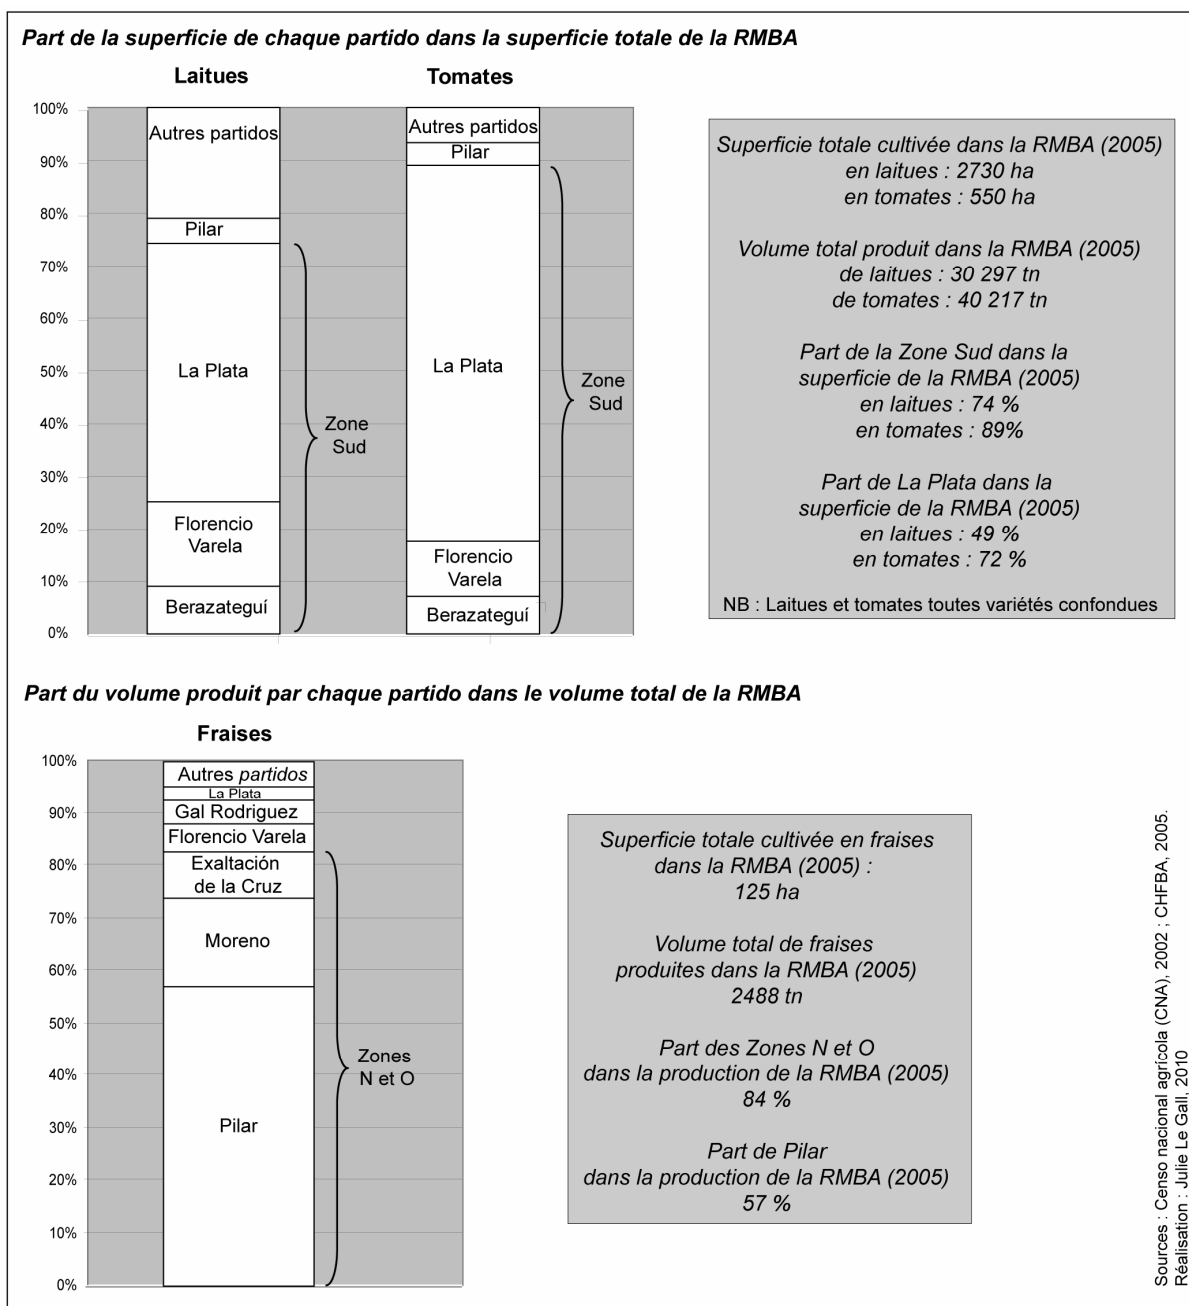 Part de la superficie de chaque partido dans la superficie totale de la RMBA
Laitues
Tomates
100%
90%
80%
70%
60%
50%
40%
30%
20%
10%
0%
Autres partidos
Pilar
La Plata
Florencio
Varela
Berazateguí
Zone
Sud
Autres partidos
Pilar
La Plata
Florencio
Varela
Berazateguí
Zone
Sud
Superficie totale cultivée dans la RMBA (2005)
en laitues : 2730 ha
en tomates : 550 ha
Volume total produit dans la RMBA (2005)
de laitues : 30 297 tn
de tomates : 40 217 tn
Part de la Zone Sud dans la
superficie de la RMBA (2005)
en laitues : 74 %
en tomates : 89%
Part de La Plata dans la
superficie de la RMBA (2005)
en laitues : 49 %
en tomates : 72 %
NB : Laitues et tomates toutes variétés confondues
Part du volume produit par chaque partido dans le volume total de la RMBA
Fraises
100%
90%
80%
70%
60%
50%
40%
30%
20%
10%
0%
Autres partidos
La Plata
Gal Rodriguez
Florencio Varela
Exaltación
de la Cruz
Moreno
Pilar
Zones
N et O
Superficie totale cultivée en fraises
dans la RMBA (2005) :
125 ha
Volume total de fraises
produites dans la RMBA (2005)
2488 tn
Part des Zones N et O
dans la production de la RMBA (2005)
84 %
Part de Pilar
dans la production de la RMBA (2005)
57 %
Sources : Censo nacional agrícola (CNA), 2002 ; CHFBA, 2005.
Réalisation : Julie Le Gall, 2010